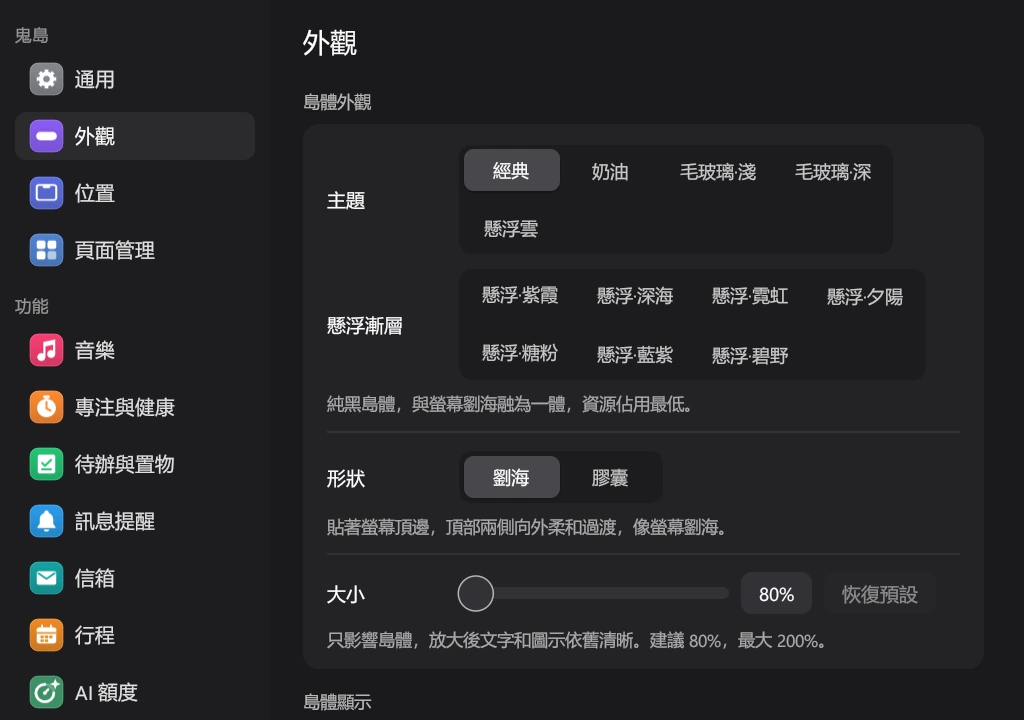 鬼島
通用
外觀
位置
頁面管理
功能
音樂
專注與健康
待辦與置物
訊息提醒
信箱
行程
AI 額度
外觀
島體外觀
主題
經典 奶油 毛玻璃·淺 毛玻璃·深
懸浮雲
懸浮漸層
懸浮·紫霞 懸浮·深海 懸浮·霓虹 懸浮·夕陽
懸浮·糖粉 懸浮·藍紫 懸浮·碧野
純黑島體，與螢幕劉海融為一體，資源佔用最低。
形狀 劉海 膠囊
貼著螢幕頂邊，頂部兩側向外柔和過渡，像螢幕劉海。
大小 80% 恢復預設
只影響島體，放大後文字和圖示依舊清晰。建議 80%，最大 200%。
島體顯示